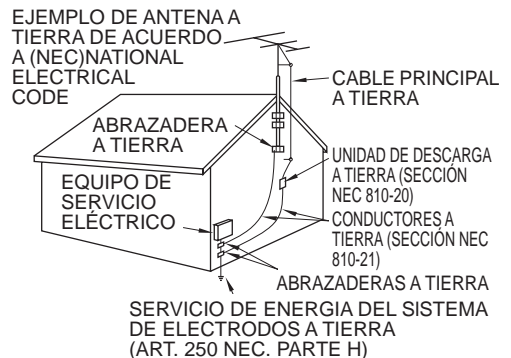 EJEMPLO DE ANTENA A
TIERRA DE ACUERDO
A (NEC)NATIONAL
ELECTRICAL
CODE
CABLE PRINCIPAL
A TIERRA
ABRAZADERA
A TIERRA
UNIDAD DE DESCARGA
A TIERRA (SECCIÓN
NEC 810-20)
EQUIPO DE
SERVICIO
ELÉCTRICO
CONDUCTORES A
TIERRA (SECCIÓN NEC
810-21)
ABRAZADERAS A TIERRA
SERVICIO DE ENERGIA DEL SISTEMA
DE ELECTRODOS A TIERRA
(ART. 250 NEC. PARTE H)